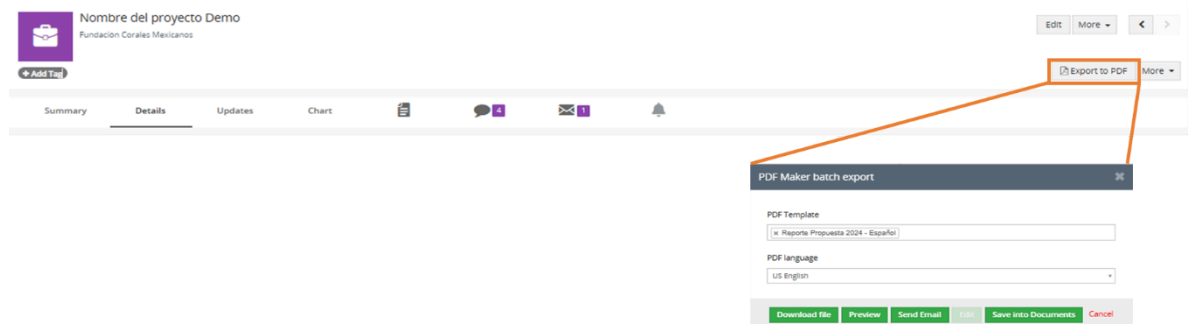 Nombre del proyecto Demo
Fundación Corales Mexicanos
Edit More
+ Add Tag
Export to PDF More
Summary Details Updates Chart 4 1
PDF Maker batch export
PDF Template
× Reporte Propuesta 2024 - Español
PDF language
US English
Download file Preview Send Email Edit Save into Documents Cancel